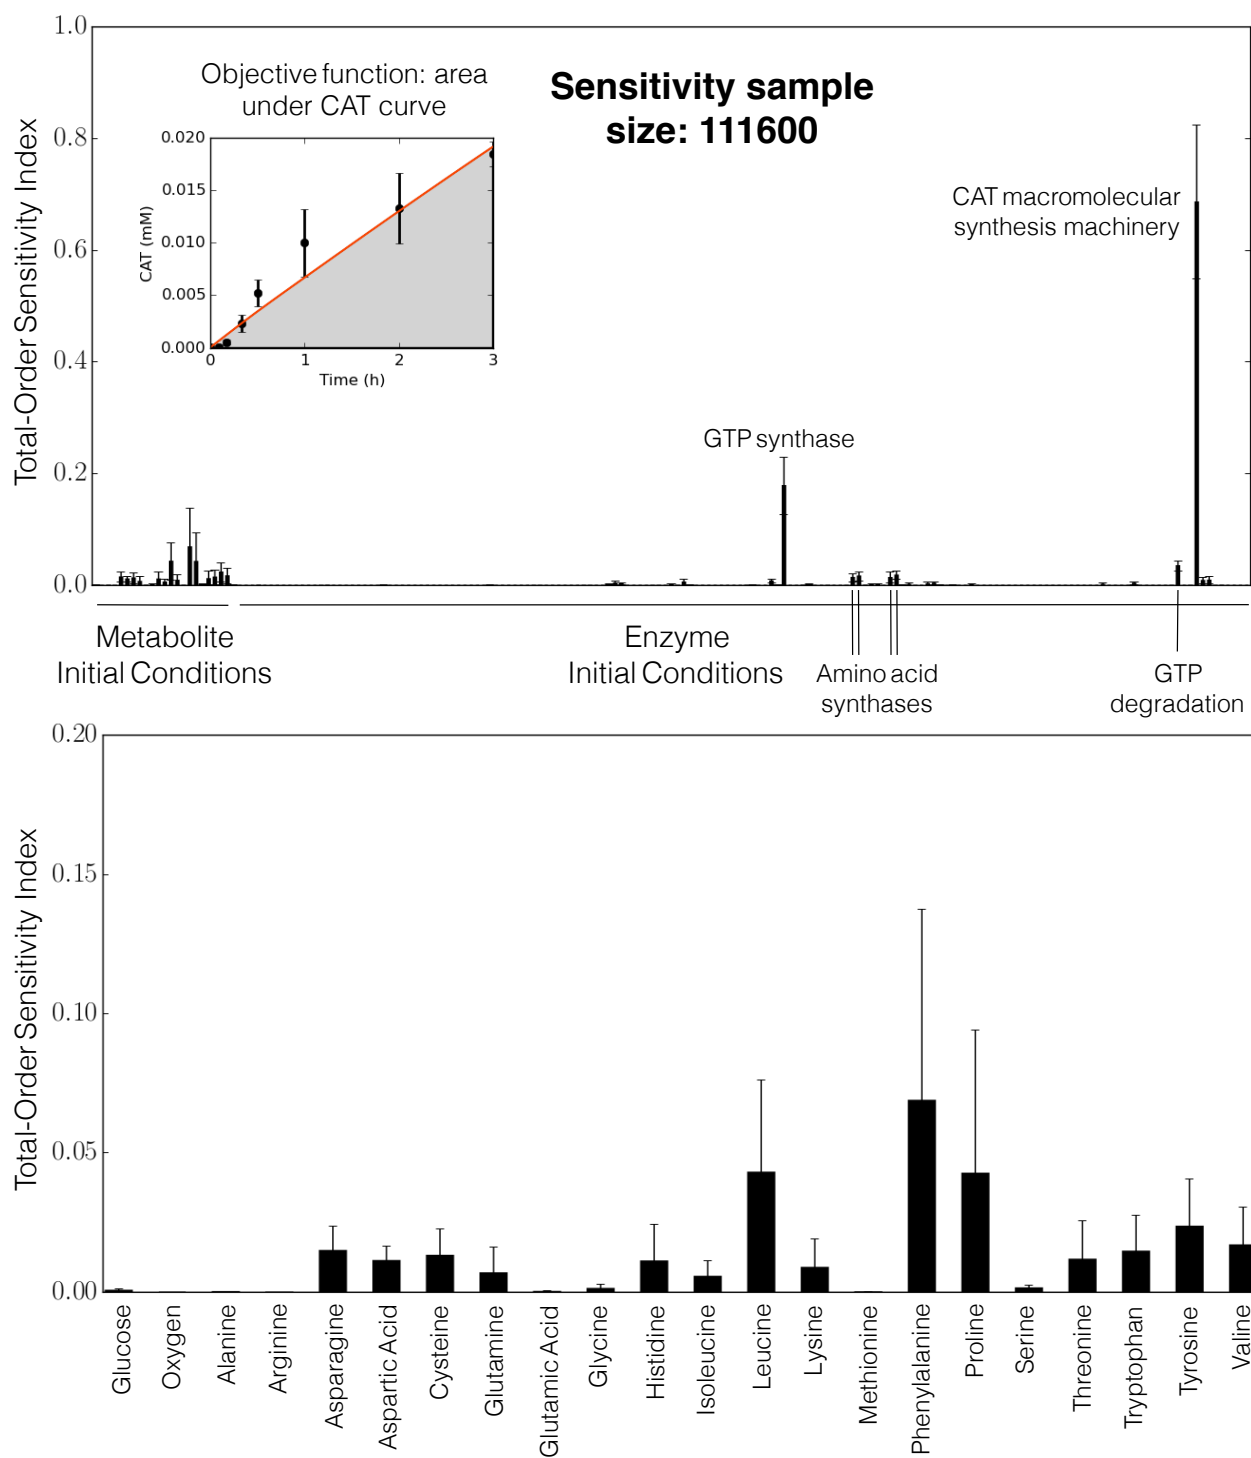 1.0
0.8
0.6
0.4
0.2
0.0
Total-Order Sensitivity Index
Objective function: area
under CAT curve
0.020
0.015
0.010
0.005
0.000
CAT (mM)
0 1 2 3
Time (h)
Sensitivity sample
size: 111600
CAT macromolecular
synthesis machinery
GTP synthase
Metabolite
Initial Conditions
Enzyme
Initial Conditions
Amino acid
synthases
GTP
degradation
0.20
0.15
0.10
0.05
0.00
Total-Order Sensitivity Index
Glucose
Oxygen
Alanine
Arginine
Asparagine
Aspartic Acid
Cysteine
Glutamine
Glutamic Acid
Glycine
Histidine
Isoleucine
Leucine
Lysine
Methionine
Phenylalanine
Proline
Serine
Threonine
Tryptophan
Tyrosine
Valine